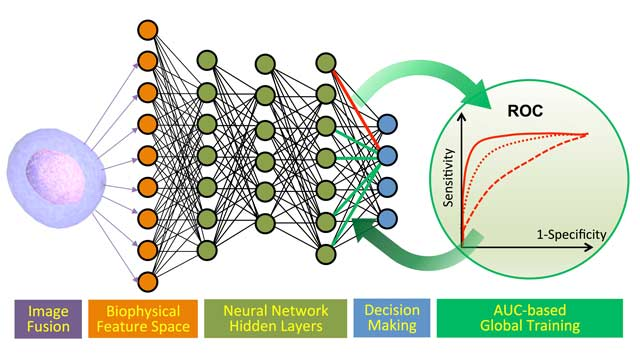 ROC
Sensitivity
1-Specificity
Image
Fusion
Biophysical
Feature Space
Neural Network
Hidden Layers
Decision
Making
AUC-based
Global Training